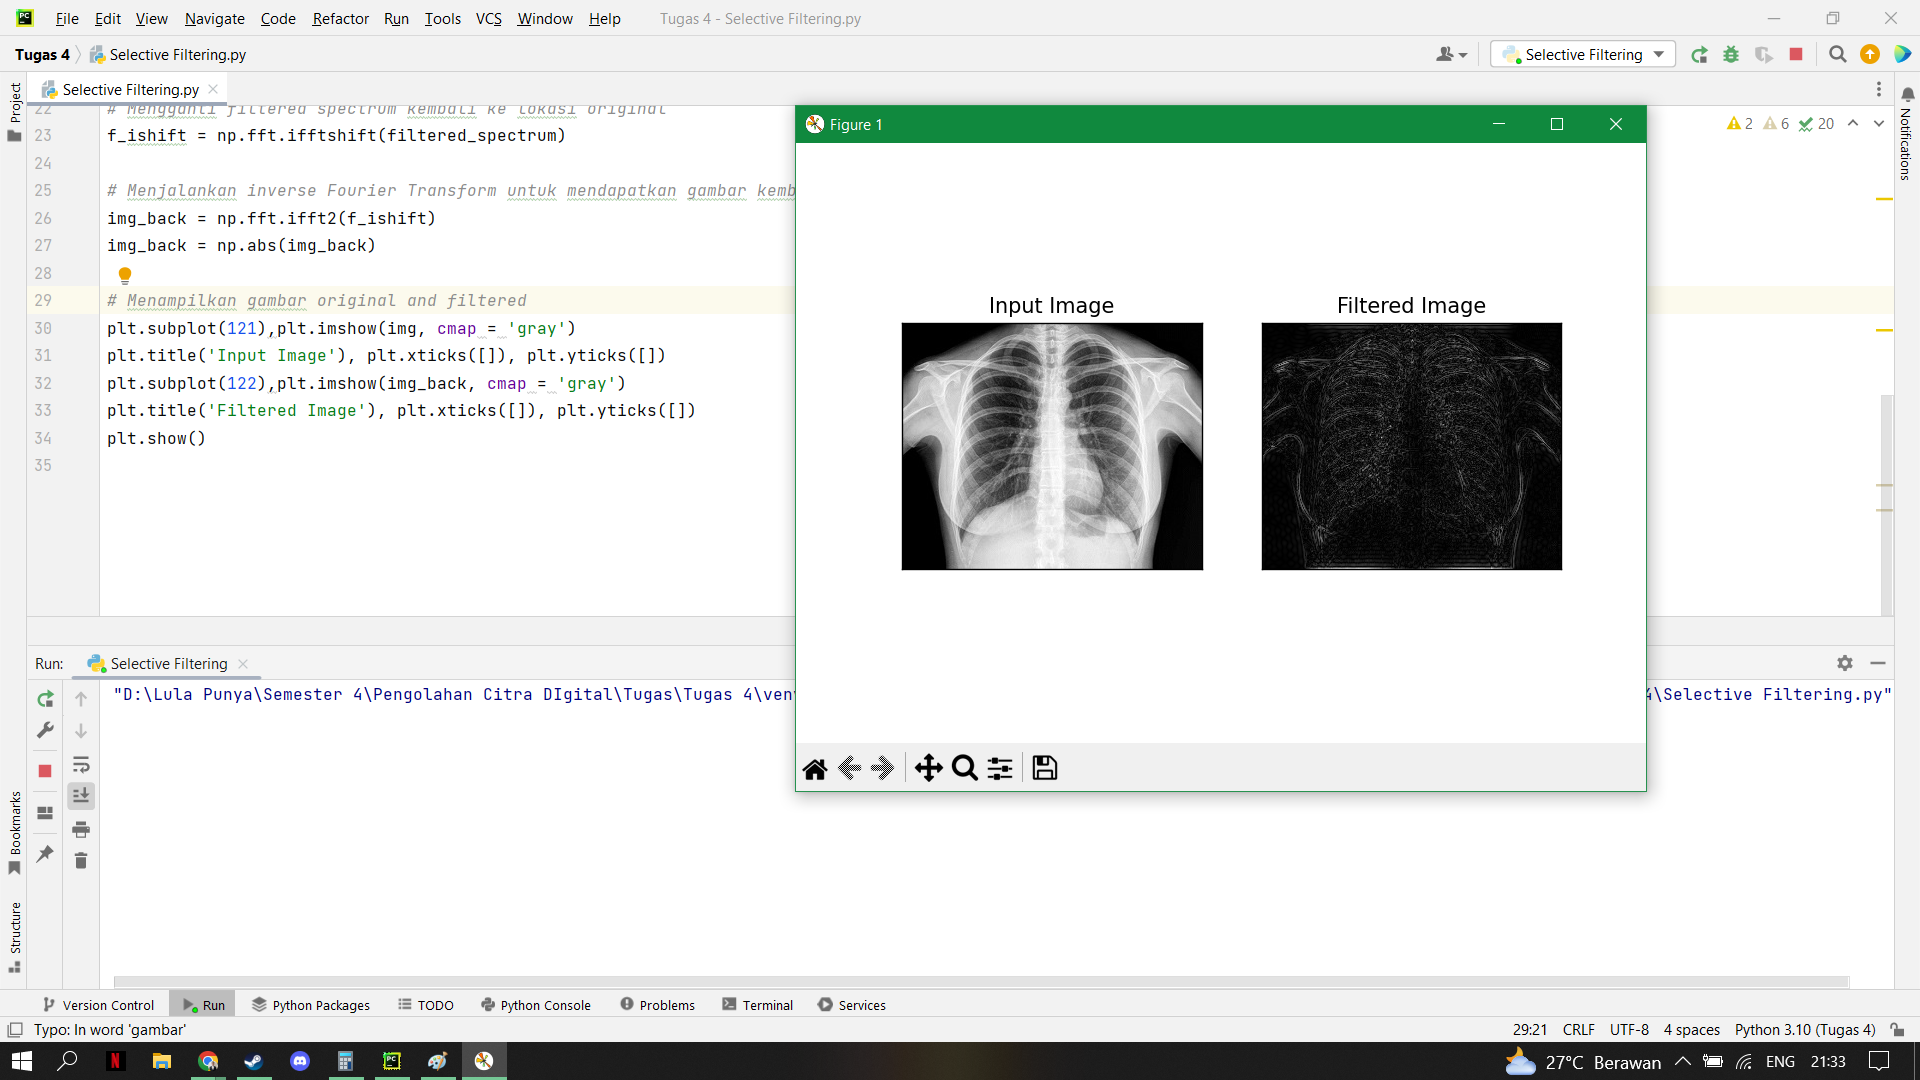 File Edit View Navigate Code Refactor Run Tools VCS Window Help Tugas 4 - Selective Filtering.py
Tugas 4 Selective Filtering.py Selective Filtering
Project
Selective Filtering.py
Notifications
2 6 20
22 # Mengganti filtered spectrum kembali ke lokasi original
23 f_ishift = np.fft.ifftshift(filtered_spectrum)
24
25 # Menjalankan inverse Fourier Transform untuk mendapatkan gambar kemb
26 img_back = np.fft.ifft2(f_ishift)
27 img_back = np.abs(img_back)
28
29 # Menampilkan gambar original and filtered
30 plt.subplot(121),plt.imshow(img, cmap = 'gray')
31 plt.title('Input Image'), plt.xticks([]), plt.yticks([])
32 plt.subplot(122),plt.imshow(img_back, cmap = 'gray')
33 plt.title('Filtered Image'), plt.xticks([]), plt.yticks([])
34 plt.show()
35
Figure 1
Input Image
Filtered Image
Run: Selective Filtering
"D:\Lula Punya\Semester 4\Pengolahan Citra DIgital\Tugas\Tugas 4\ven
4\Selective Filtering.py"
Bookmarks
Structure
Version Control Run Python Packages TODO Python Console Problems Terminal Services
Typo: In word 'gambar' 29:21 CRLF UTF-8 4 spaces Python 3.10 (Tugas 4)
27°C Berawan ENG 21:33